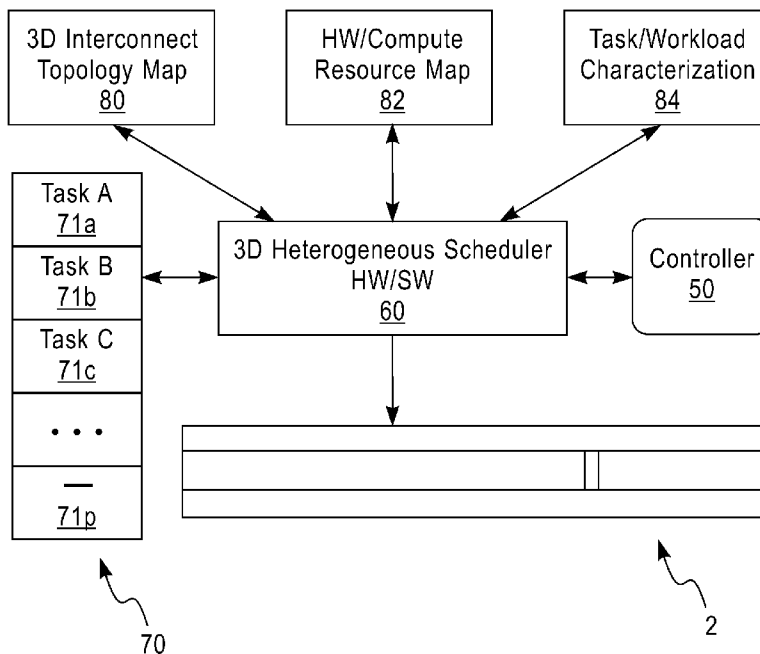 3D Interconnect
Topology Map
80
HW/Compute
Resource Map
82
Task/Workload
Characterization
84
Task A
71a
Task B
71b
Task C
71c
• • •
—
71p
3D Heterogeneous Scheduler
HW/SW
60
Controller
50
70
2